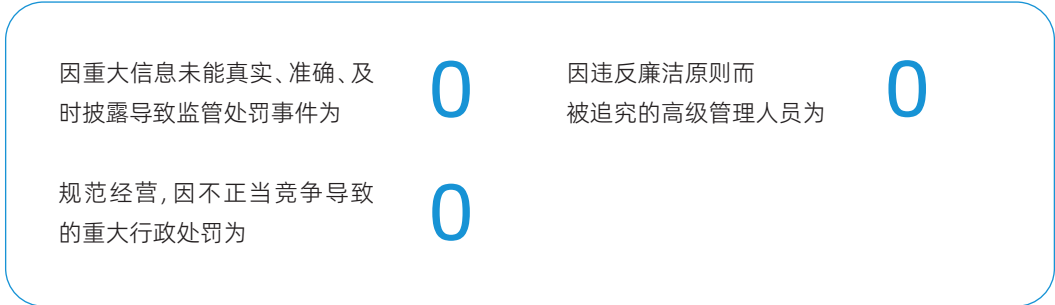 因重大信息未能真实、准确、及
时披露导致监管处罚事件为
0
因违反廉洁原则而
被追究的高级管理人员为
0
规范经营,因不正当竞争导致
的重大行政处罚为
0